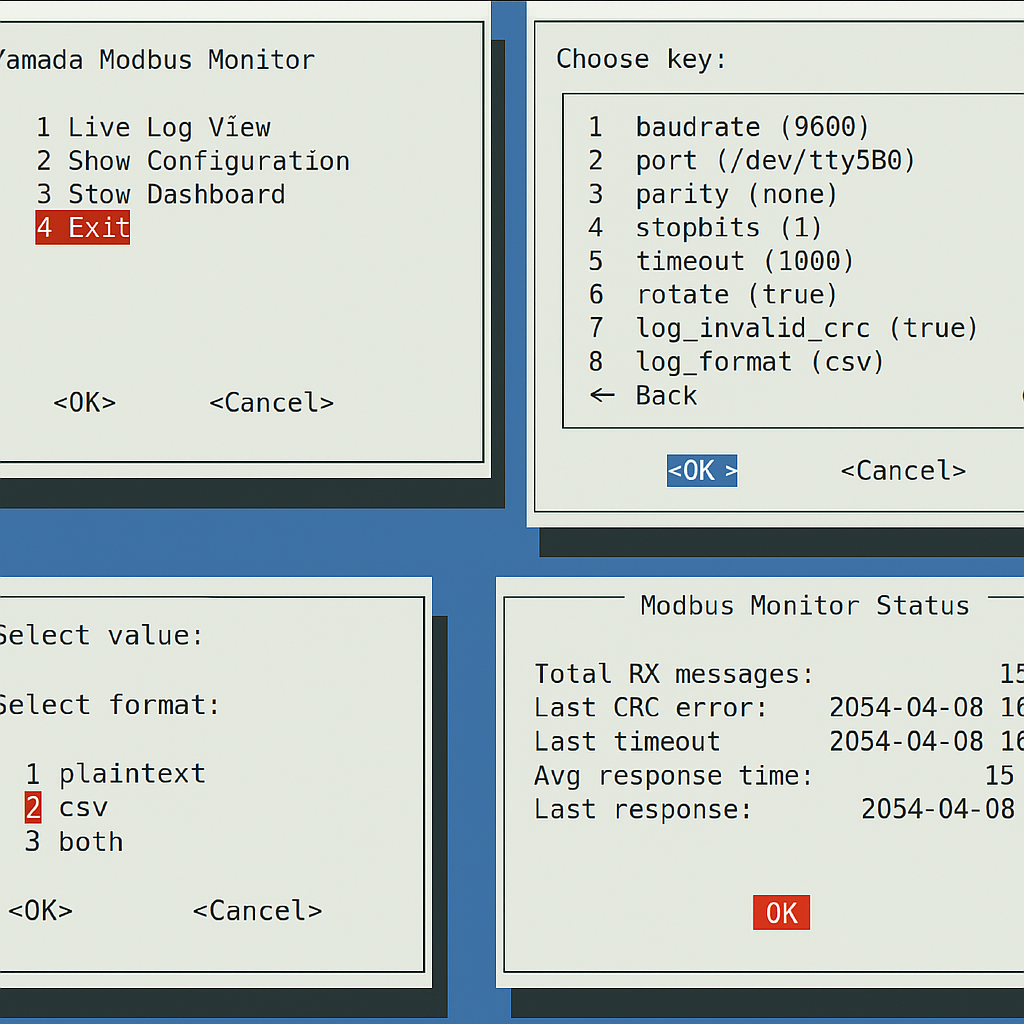 Yamada Modbus Monitor
1 Live Log View
2 Show Configuration
3 Stow Dashboard
4 Exit
<OK> <Cancel>
Choose key:
1 baudrate (9600)
2 port (/dev/tty5B0)
3 parity (none)
4 stopbits (1)
5 timeout (1000)
6 rotate (true)
7 log_invalid_crc (true)
8 log_format (csv)
← Back
<OK > <Cancel>
Select value:
Select format:
1 plaintext
2 csv
3 both
<OK> <Cancel>
Modbus Monitor Status
Total RX messages: 15
Last CRC error: 2054-04-08 16
Last timeout 2054-04-08 16
Avg response time: 15
Last response: 2054-04-08
OK